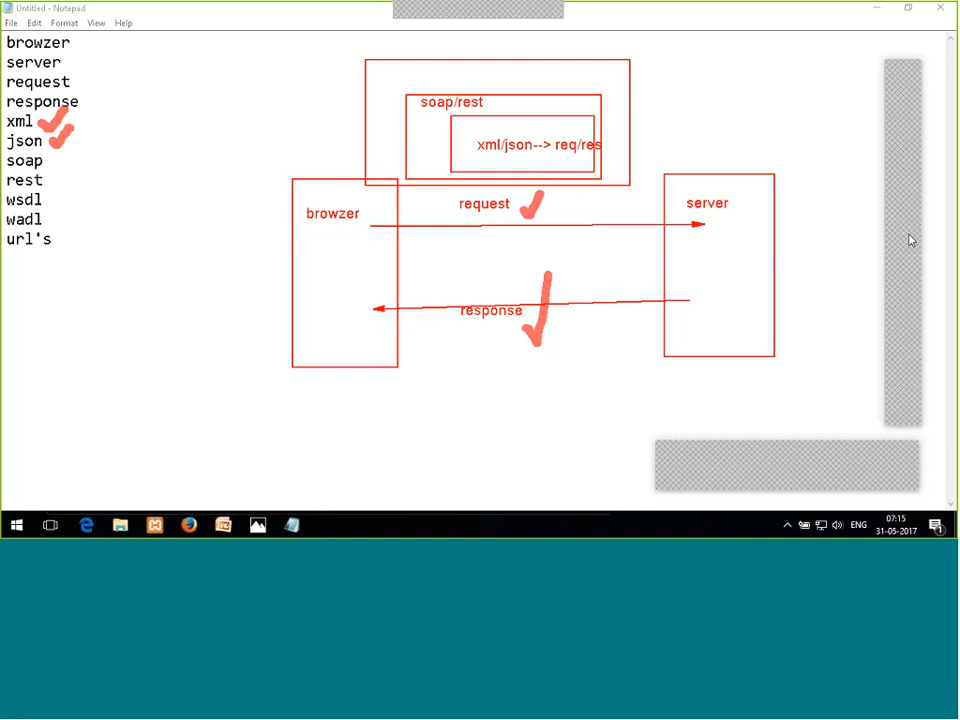 Untitled - Notepad
File Edit Format View Help
browzer
server
request
response
xml
json
soap
rest
wsdl
wadl
url's
soap/rest
xml/json--> req/res
browzer
request
server
response
ENG
07:15
31-05-2017
1